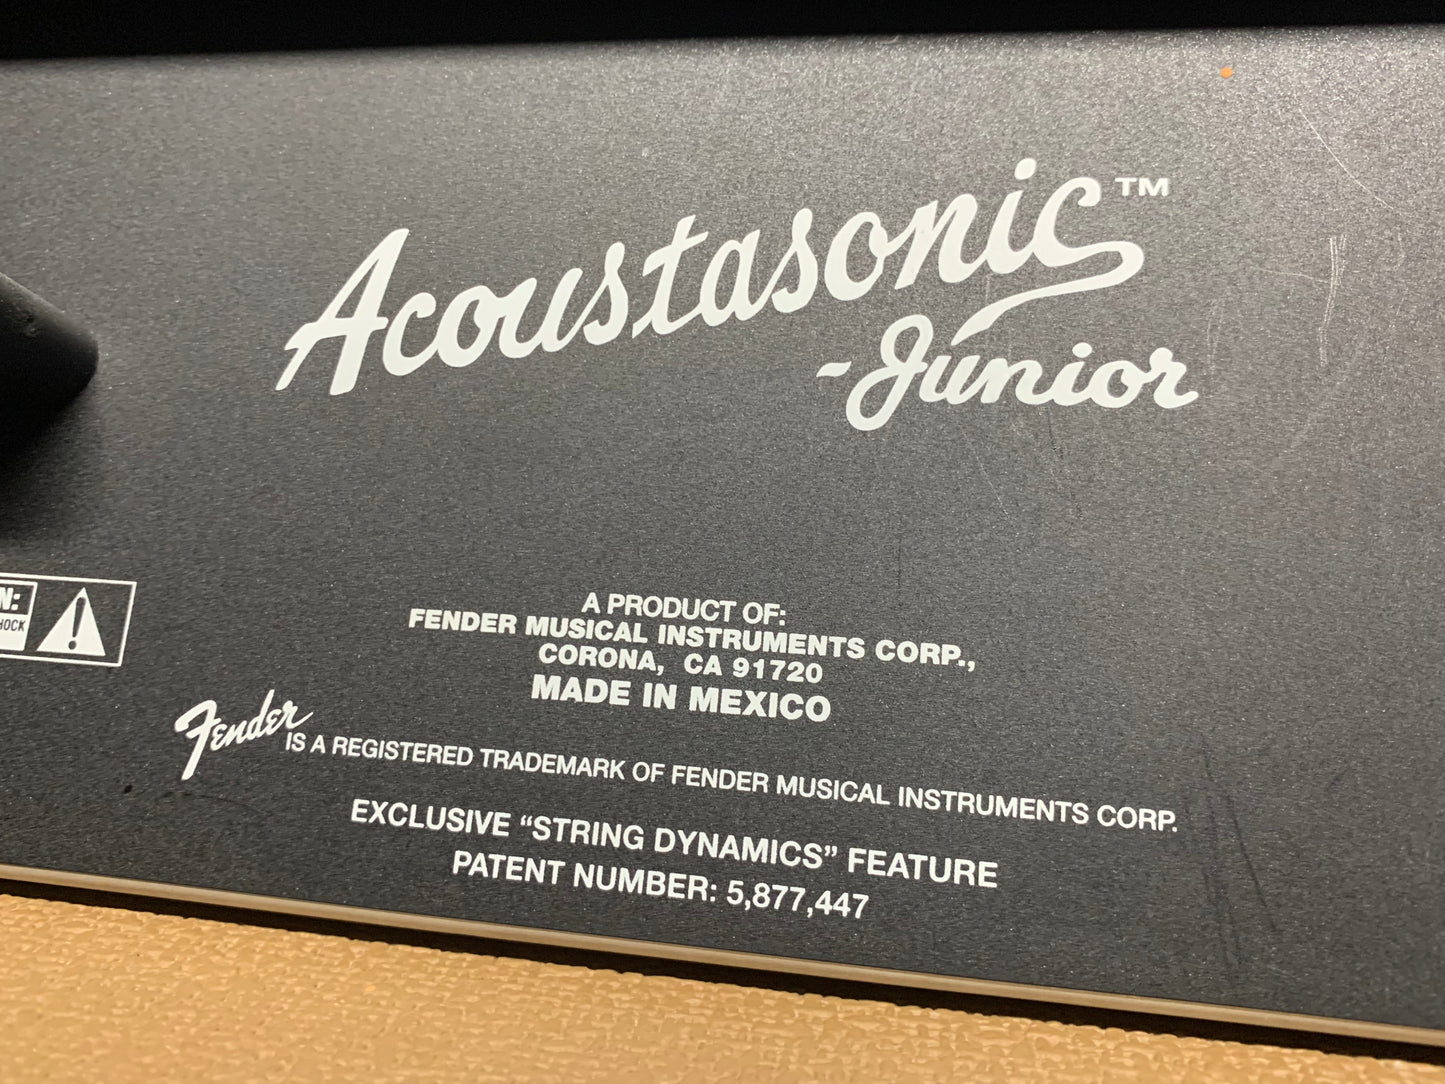 Acoustasonic™
-Junior
N:
HOCK
A PRODUCT OF:
FENDER MUSICAL INSTRUMENTS CORP.,
CORONA, CA 91720
MADE IN MEXICO
Fender IS A REGISTERED TRADEMARK OF FENDER MUSICAL INSTRUMENTS CORP.
EXCLUSIVE “STRING DYNAMICS” FEATURE
PATENT NUMBER: 5,877,447